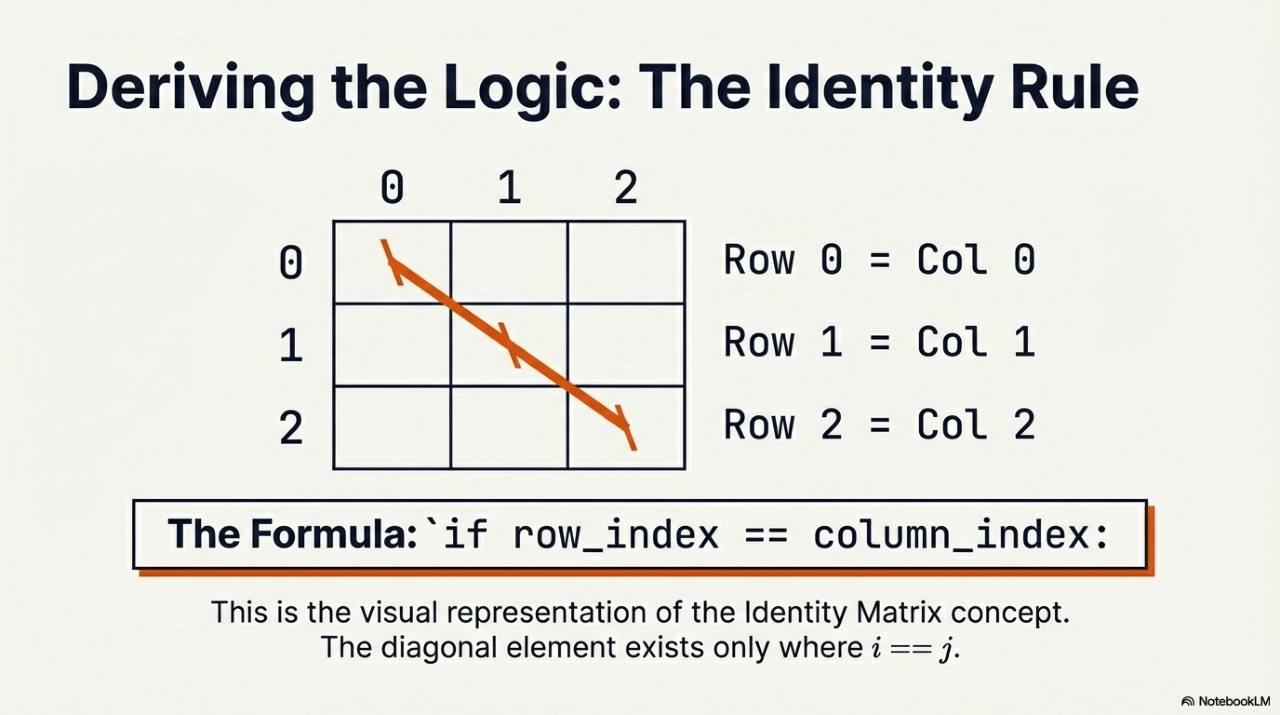 Deriving the Logic: The Identity Rule
0 1 2
0
Row 0 = Col 0
1
Row 1 = Col 1
2
Row 2 = Col 2
The Formula: `if row_index == column_index:
This is the visual representation of the Identity Matrix concept.
The diagonal element exists only where i == j.
NotebookLM